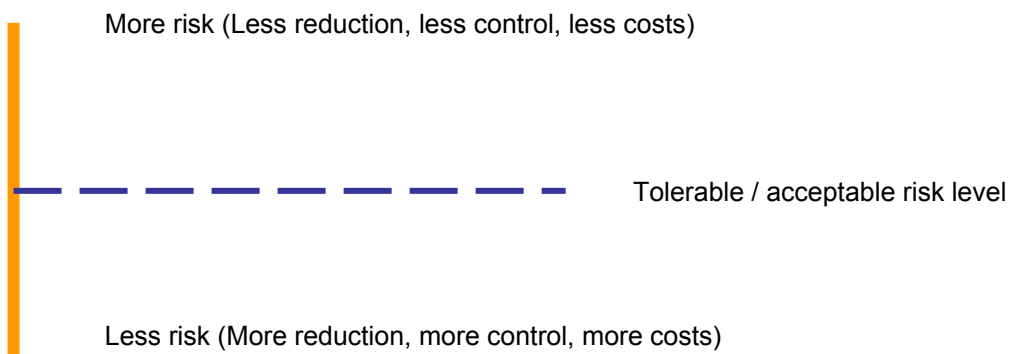 More risk (Less reduction, less control, less costs)
Tolerable / acceptable risk level
Less risk (More reduction, more control, more costs)